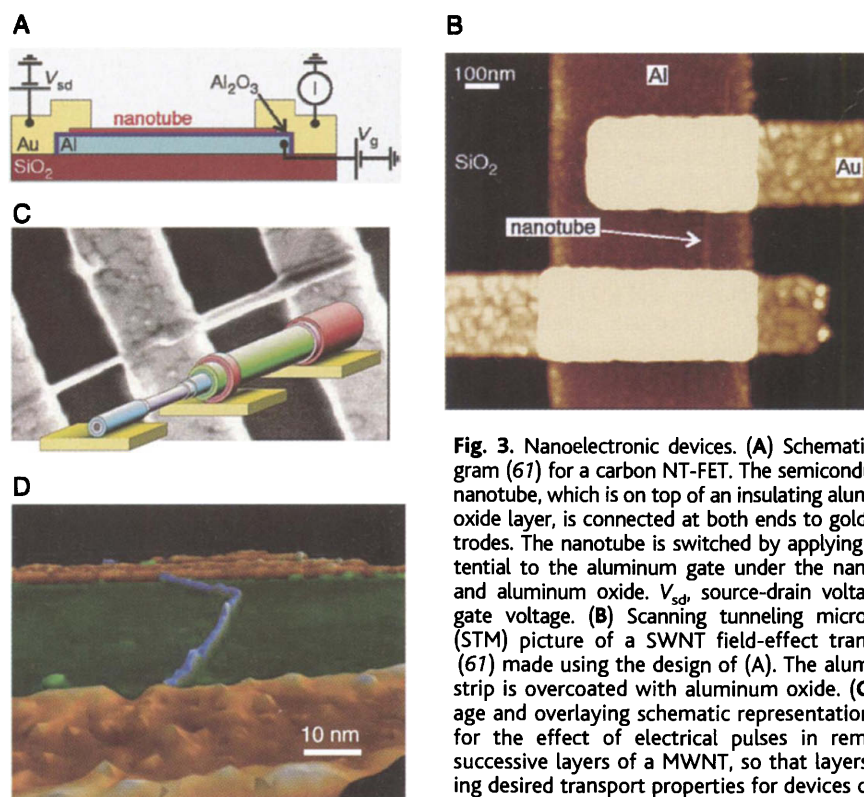 A
V_sd
Al₂O₃
I
nanotube
V_g
Au
Al
SiO₂
B
100nm
Al
SiO₂
Au
nanotube
C
D
10 nm
Fig. 3. Nanoelectronic devices. (A) Schemati
gram (61) for a carbon NT-FET. The semicond
nanotube, which is on top of an insulating alum
oxide layer, is connected at both ends to gold
trodes. The nanotube is switched by applying
tential to the aluminum gate under the nan
and aluminum oxide. V_sd, source-drain volta
gate voltage. (B) Scanning tunneling micro
(STM) picture of a SWNT field-effect tran
(61) made using the design of (A). The alum
strip is overcoated with aluminum oxide. (C
age and overlaying schematic representation
for the effect of electrical pulses in rem
successive layers of a MWNT, so that layers
ing desired transport properties for devices c